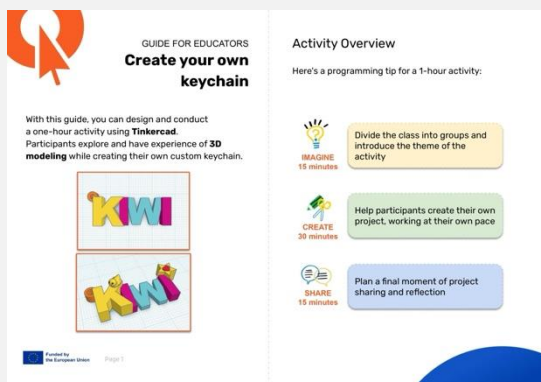 GUIDE FOR EDUCATORS
Create your own
keychain
With this guide, you can design and conduct
a one-hour activity using Tinkercad.
Participants explore and have experience of 3D
modeling while creating their own custom keychain.
KIWI
KIWI
Funded by
the European Union
Page 1
Activity Overview
Here's a programming tip for a 1-hour activity:
IMAGINE
15 minutes
Divide the class into groups and
introduce the theme of the
activity
CREATE
30 minutes
Help participants create their own
project, working at their own pace
SHARE
15 minutes
Plan a final moment of project
sharing and reflection